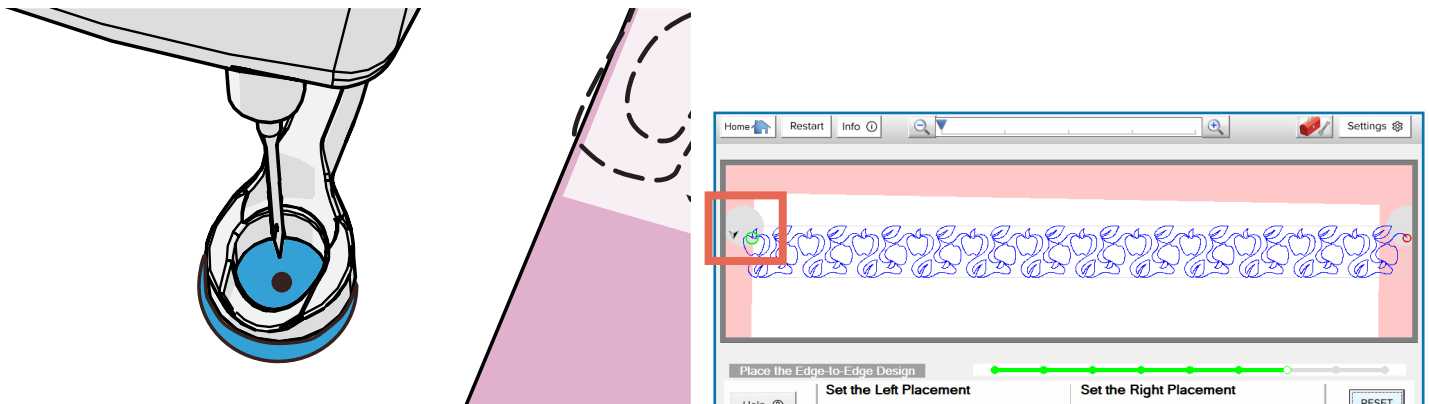 Home Restart Info Settings
Place the Edge-to-Edge Design
Set the Left Placement Set the Right Placement
Help RESET